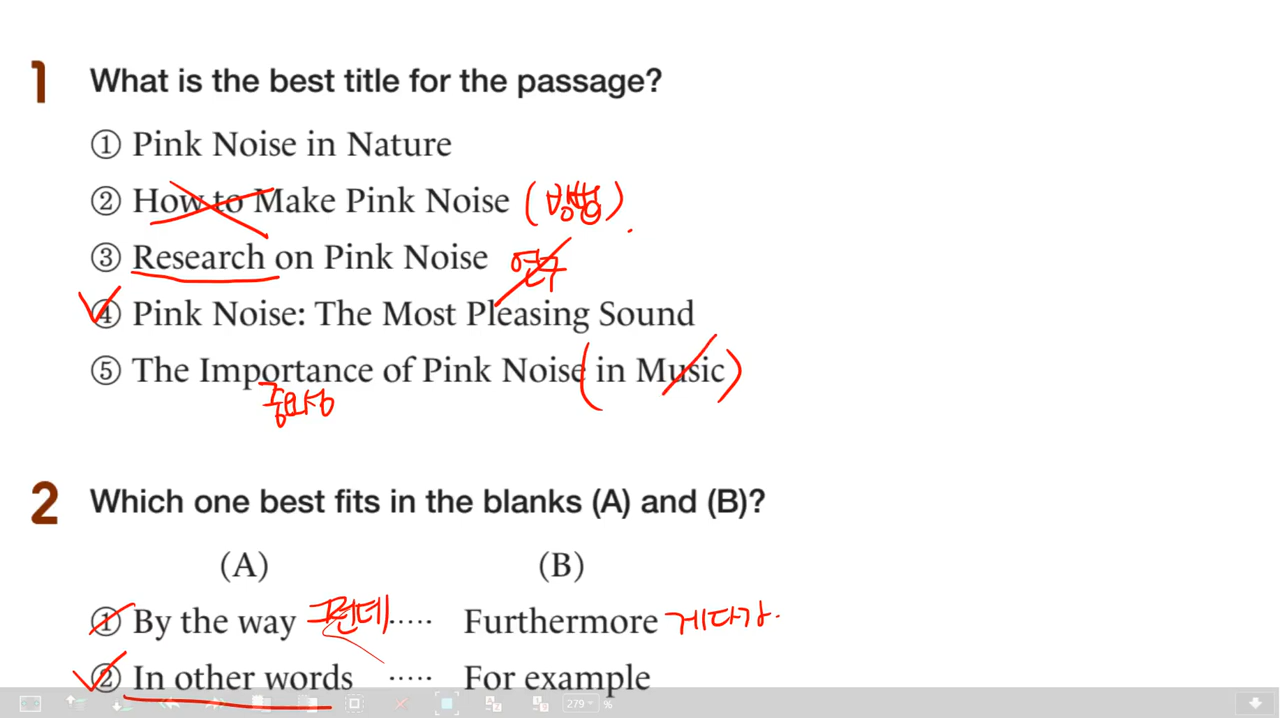 1 What is the best title for the passage?
① Pink Noise in Nature
② How to Make Pink Noise (방법)
③ Research on Pink Noise 연구
④ Pink Noise: The Most Pleasing Sound
⑤ The Importance of Pink Noise (in Music)
중요성
2 Which one best fits in the blanks (A) and (B)?
(A) (B)
① By the way 그런데 ····· Furthermore 게다가.
② In other words ····· For example
279 %